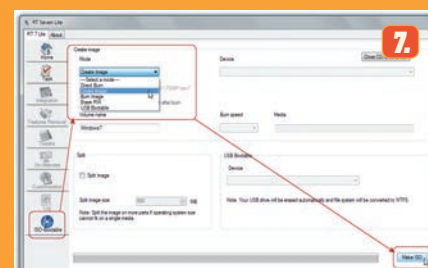 RT Seven Lite
RT 7 Lite About
7.
Home
Task
Integration
Features Removal
Tweaks
Unattended
Customization
ISO-Bootable
Create Image
Mode
Create Image
---Select a mode---
Direct Burn
Create Image
Burn Image
Erase RW
USB Bootable
after burn
Volume name
Windows7
Device
Burn speed
Media
Split
Split Image
Split image size
MB
Note: Split the image on more parts if operating system size
cannot fit on a single media.
USB Bootable
Device
Note: Your USB drive will be erased automatically and file system will be converted to NTFS.
Make ISO